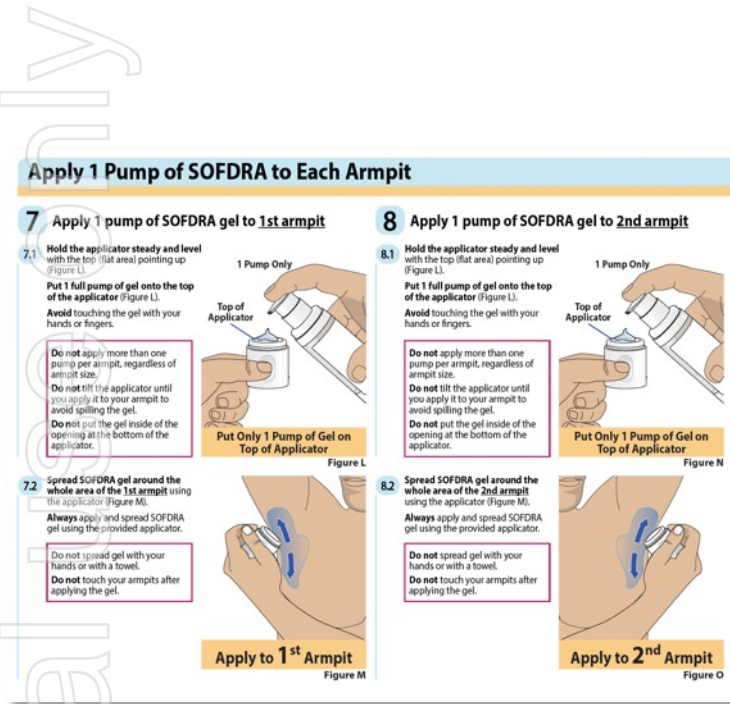 Apply 1 Pump of SOFDRA to Each Armpit
7 Apply 1 pump of SOFDRA gel to 1st armpit
7.1 Hold the applicator steady and level
with the top (flat area) pointing up
(Figure L).
Put 1 full pump of gel onto the top
of the applicator (Figure L).
Avoid touching the gel with your
hands or fingers.
Do not apply more than one
pump per armpit, regardless of
armpit size.
Do not tilt the applicator until
you apply it to your armpit to
avoid spilling the gel.
Do not put the gel inside of the
opening at the bottom of the
applicator.
1 Pump Only
Top of
Applicator
Put Only 1 Pump of Gel on
Top of Applicator
Figure L
7.2 Spread SOFDRA gel around the
whole area of the 1st armpit using
the applicator (Figure M).
Always apply and spread SOFDRA
gel using the provided applicator.
Do not spread gel with your
hands or with a towel.
Do not touch your armpits after
applying the gel.
Apply to 1st Armpit
Figure M
8 Apply 1 pump of SOFDRA gel to 2nd armpit
8.1 Hold the applicator steady and level
with the top (flat area) pointing up
(Figure L).
Put 1 full pump of gel onto the top
of the applicator (Figure L).
Avoid touching the gel with your
hands or fingers.
Do not apply more than one
pump per armpit, regardless of
armpit size.
Do not tilt the applicator until
you apply it to your armpit to
avoid spilling the gel.
Do not put the gel inside of the
opening at the bottom of the
applicator.
1 Pump Only
Top of
Applicator
Put Only 1 Pump of Gel on
Top of Applicator
Figure N
8.2 Spread SOFDRA gel around the
whole area of the 2nd armpit
using the applicator (Figure M).
Always apply and spread SOFDRA
gel using the provided applicator.
Do not spread gel with your
hands or with a towel.
Do not touch your armpits after
applying the gel.
Apply to 2nd Armpit
Figure O
al use only